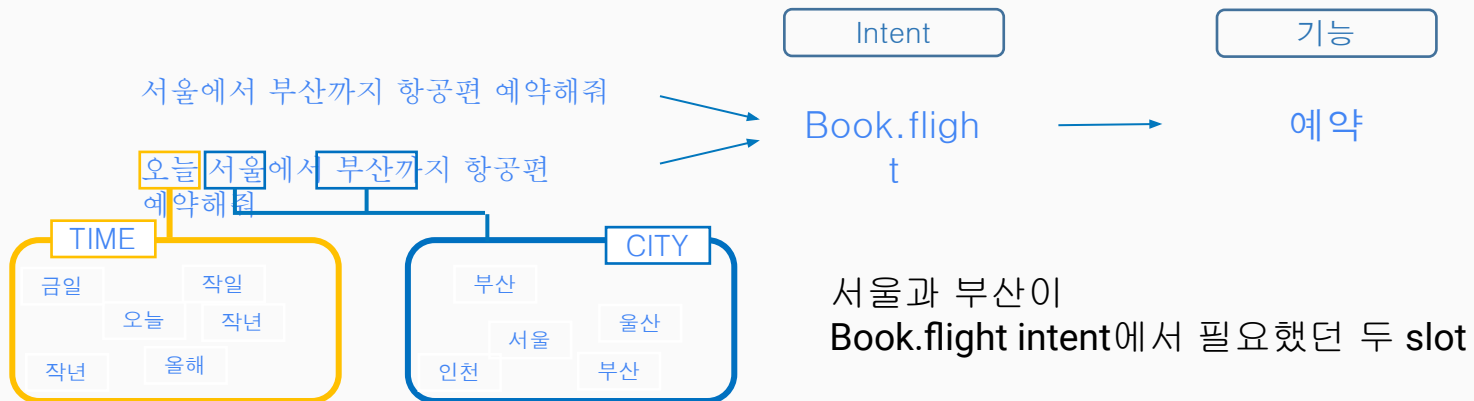 Intent
기능
서울에서 부산까지 항공편 예약해줘
Book.fligh
t
예약
오늘 서울에서 부산까지 항공편
예약해줘
TIME
CITY
금일
작일
오늘
작년
작년
올해
부산
서울
울산
인천
부산
서울과 부산이
Book.flight intent에서 필요했던 두 slot